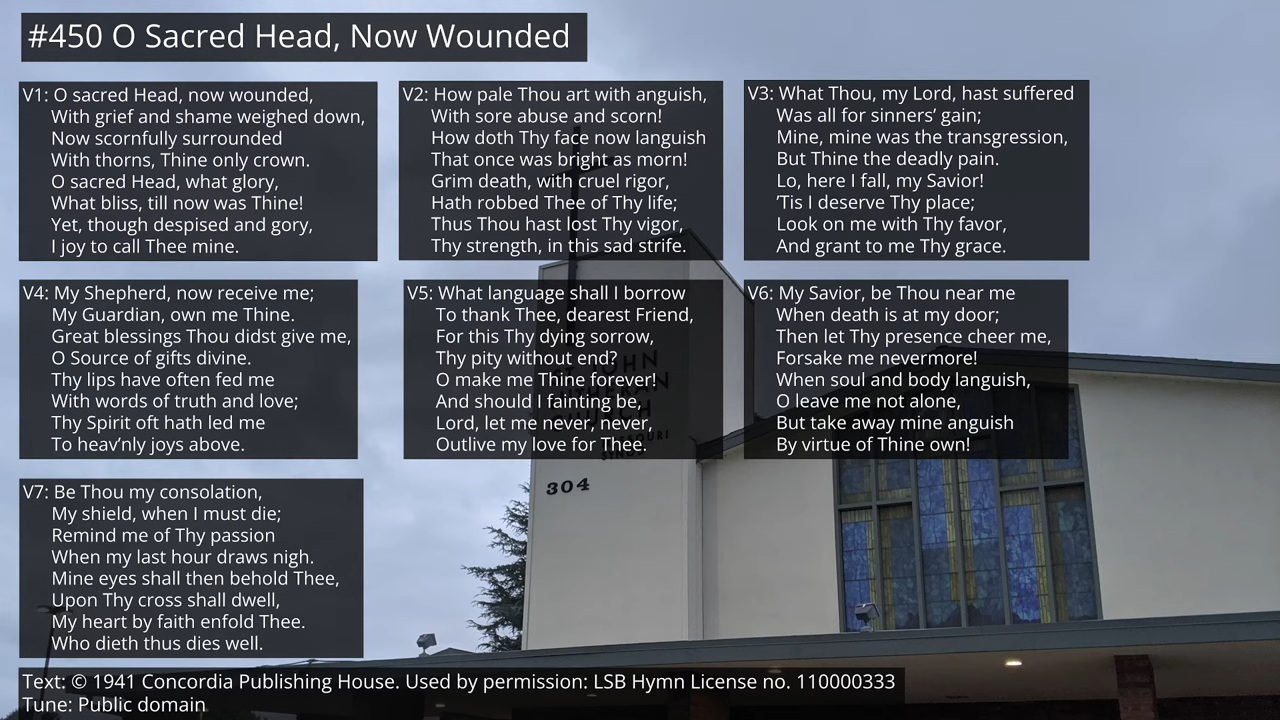 #450 O Sacred Head, Now Wounded
V1: O sacred Head, now wounded,
With grief and shame weighed down,
Now scornfully surrounded
With thorns, Thine only crown.
O sacred Head, what glory,
What bliss, till now was Thine!
Yet, though despised and gory,
I joy to call Thee mine.
V2: How pale Thou art with anguish,
With sore abuse and scorn!
How doth Thy face now languish
That once was bright as morn!
Grim death, with cruel rigor,
Hath robbed Thee of Thy life;
Thus Thou hast lost Thy vigor,
Thy strength, in this sad strife.
V3: What Thou, my Lord, hast suffered
Was all for sinners’ gain;
Mine, mine was the transgression,
But Thine the deadly pain.
Lo, here I fall, my Savior!
’Tis I deserve Thy place;
Look on me with Thy favor,
And grant to me Thy grace.
V4: My Shepherd, now receive me;
My Guardian, own me Thine.
Great blessings Thou didst give me,
O Source of gifts divine.
Thy lips have often fed me
With words of truth and love;
Thy Spirit oft hath led me
To heav’nly joys above.
V5: What language shall I borrow
To thank Thee, dearest Friend,
For this Thy dying sorrow,
Thy pity without end?
O make me Thine forever!
And should I fainting be,
Lord, let me never, never,
Outlive my love for Thee.
V6: My Savior, be Thou near me
When death is at my door;
Then let Thy presence cheer me,
Forsake me nevermore!
When soul and body languish,
O leave me not alone,
But take away mine anguish
By virtue of Thine own!
V7: Be Thou my consolation,
My shield, when I must die;
Remind me of Thy passion
When my last hour draws nigh.
Mine eyes shall then behold Thee,
Upon Thy cross shall dwell,
My heart by faith enfold Thee.
Who dieth thus dies well.
ST JOHN
LUTHERAN
CHURCH
MISSOURI
SYNOD
304
Text: © 1941 Concordia Publishing House. Used by permission: LSB Hymn License no. 110000333
Tune: Public domain